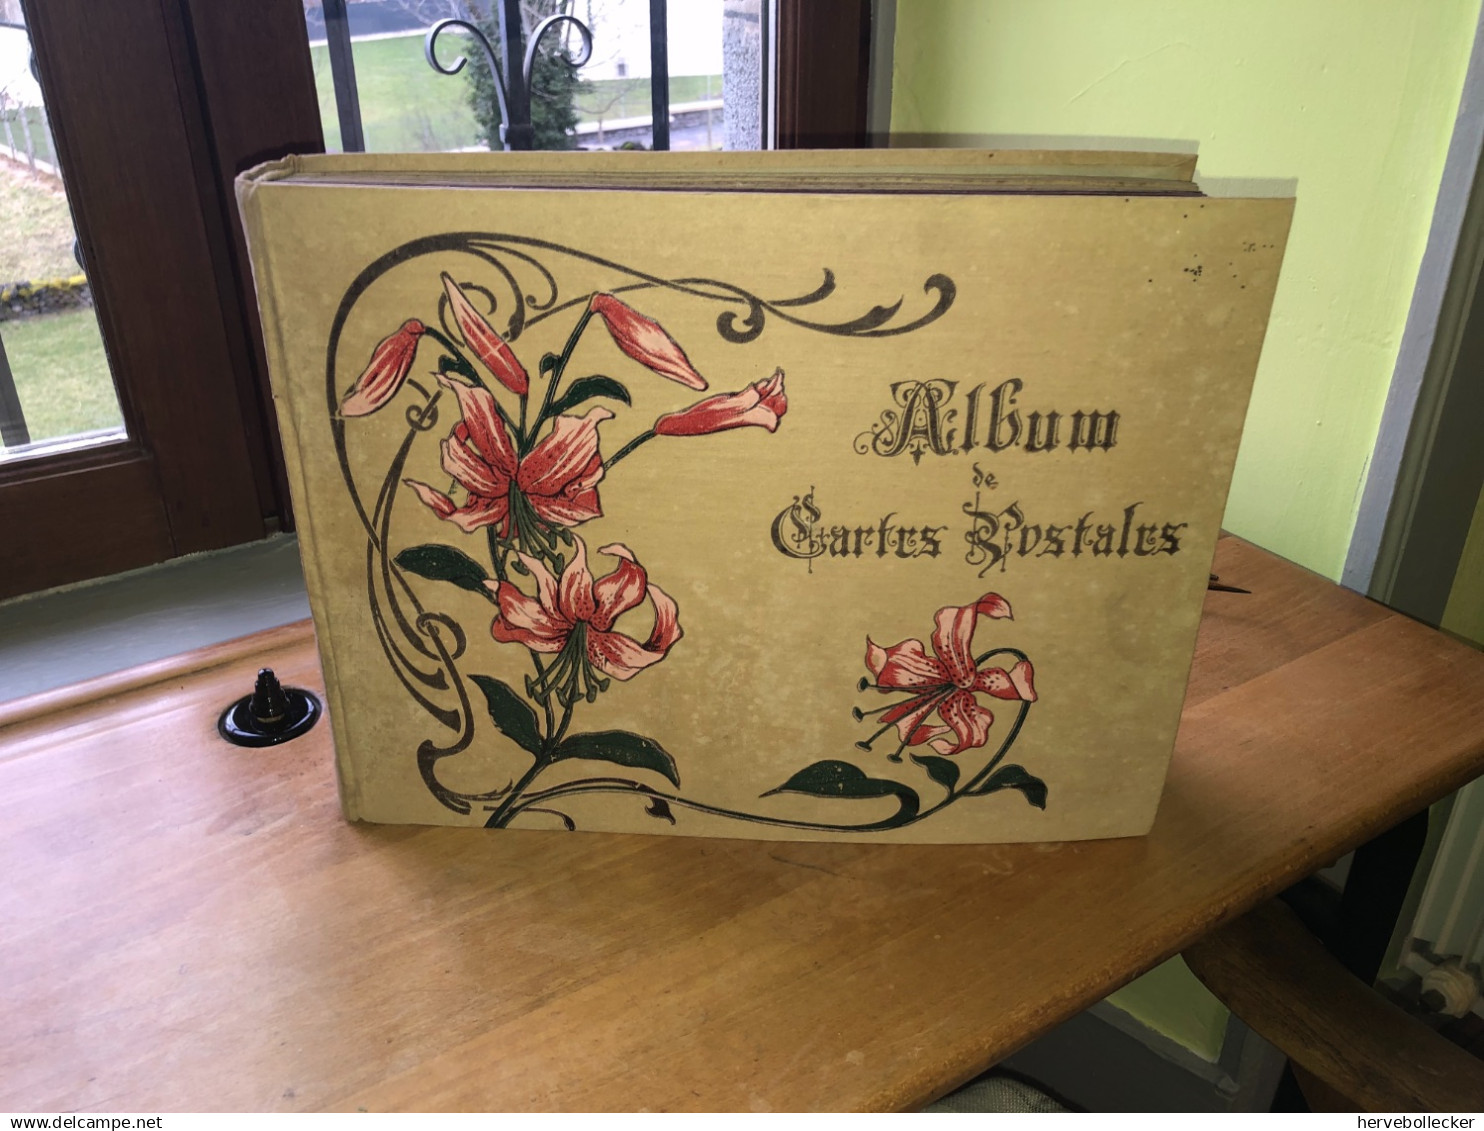 Album
de
Cartes Postales
www.delcampe.net
hervebollecker